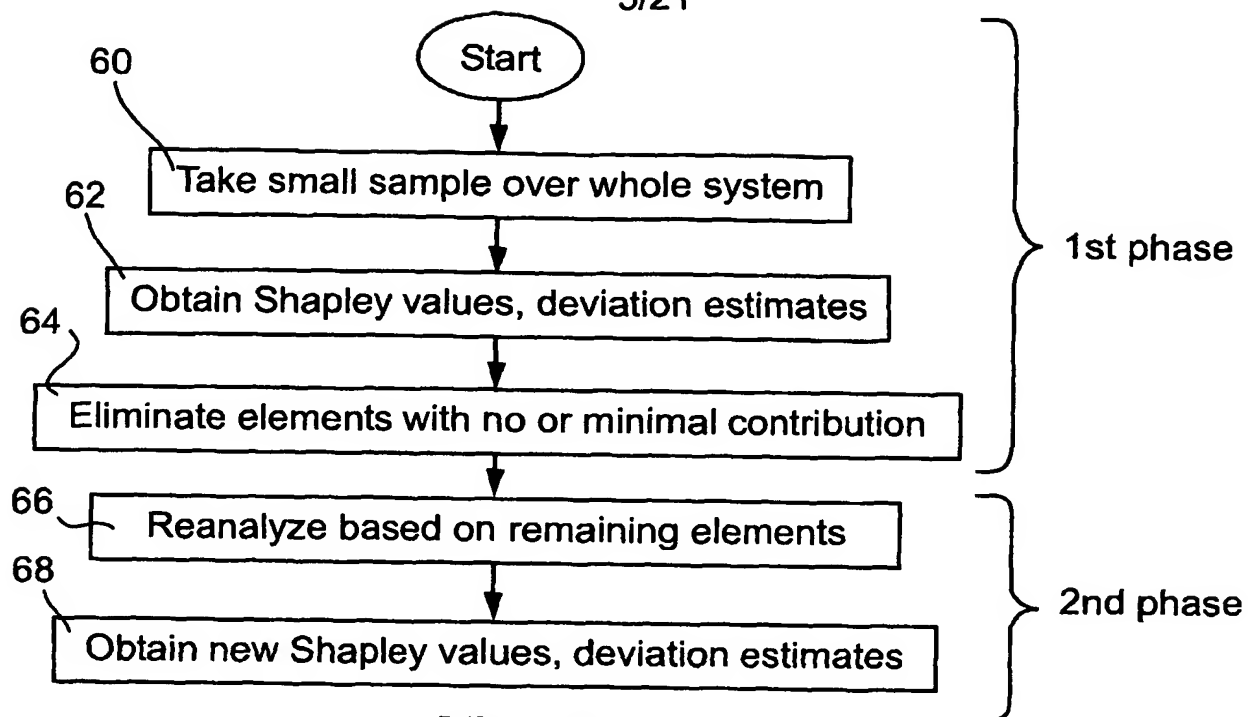 Start
60
Take small sample over whole system
62
Obtain Shapley values, deviation estimates
64
Eliminate elements with no or minimal contribution
1st phase
66
Reanalyze based on remaining elements
68
Obtain new Shapley values, deviation estimates
2nd phase